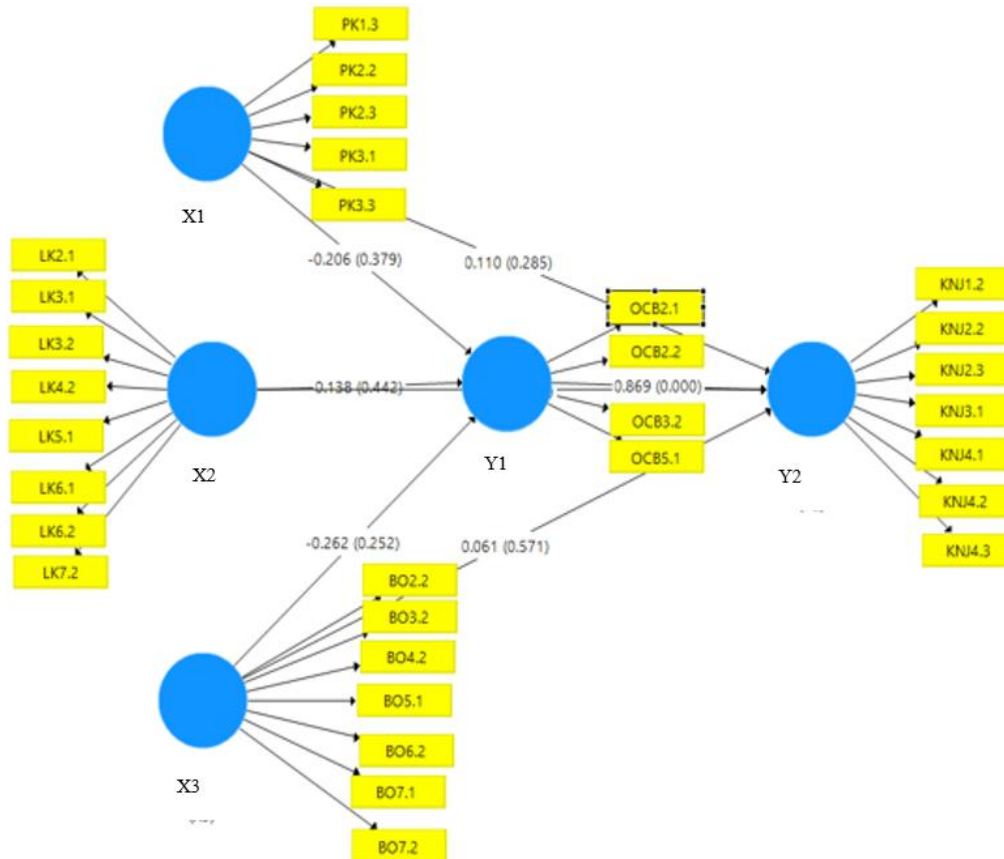 PK1.3
PK2.2
PK2.3
PK3.1
PK3.3
X1
-0.206 (0.379)
0.110 (0.285)
LK2.1
LK3.1
LK3.2
LK4.2
LK5.1
LK6.1
LK6.2
LK7.2
X2
0.138 (0.442)
OCB2.1
OCB2.2
OCB3.2
OCB5.1
Y1
0.869 (0.000)
KNJ1.2
KNJ2.2
KNJ2.3
KNJ3.1
KNJ4.1
KNJ4.2
KNJ4.3
Y2
-0.262 (0.252)
0.061 (0.571)
BO2.2
BO3.2
BO4.2
BO5.1
BO6.2
BO7.1
BO7.2
X3